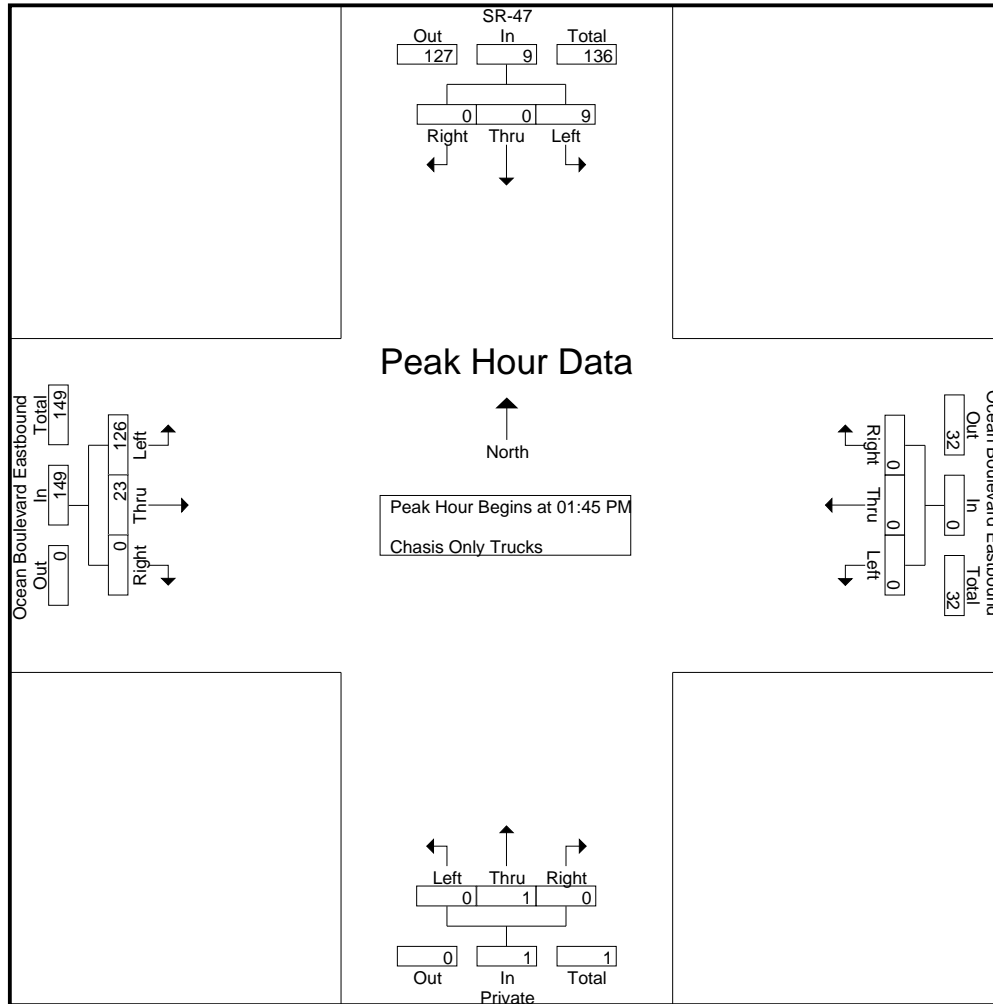 SR-47
Out In Total
127 9 136
0 0 9
Right Thru Left
Peak Hour Data
North
Peak Hour Begins at 01:45 PM
Chasis Only Trucks
Ocean Boulevard Eastbound
Out In Total
0 149 149
126 23 0
Left Thru Right
Ocean Boulevard Eastbound
Out In Total
32 0 32
0 0 0
Right Thru Left
Left Thru Right
0 1 0
0 1 1
Out In Total
Private